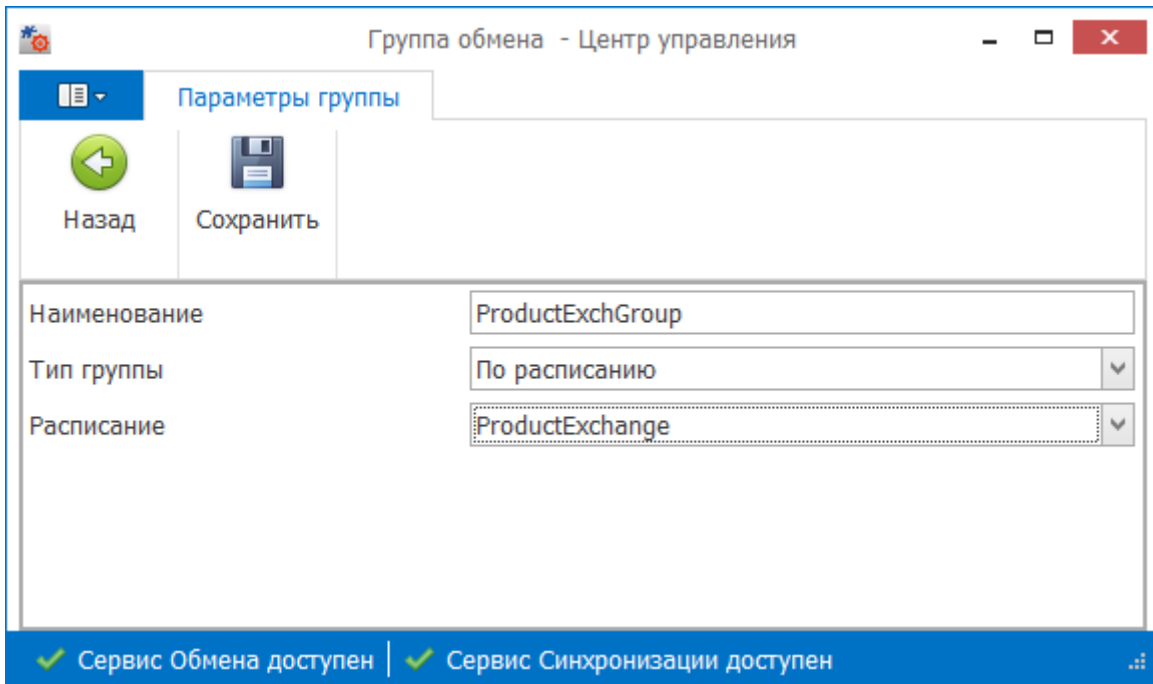 Группа обмена - Центр управления
Параметры группы
Назад
Сохранить
Наименование
ProductExchGroup
Тип группы
По расписанию
Расписание
ProductExchange
Сервис Обмена доступен
Сервис Синхронизации доступен